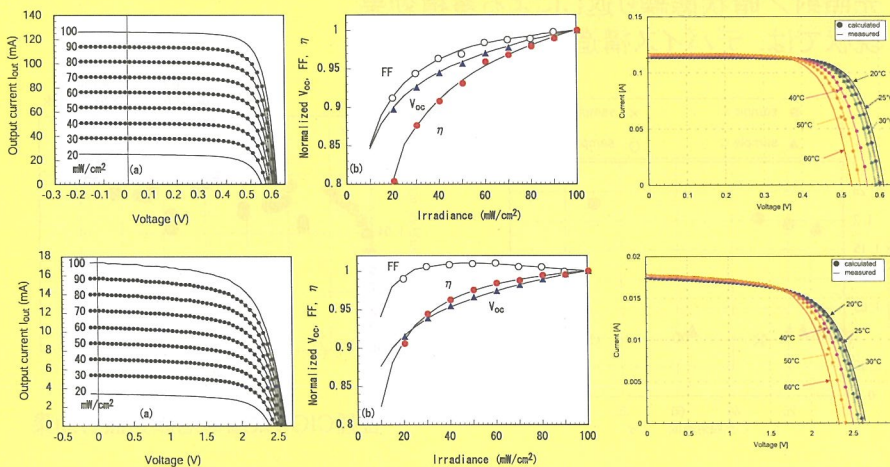 Output current Iout (mA)
140
120
100
80
60
40
20
0
100
90
80
70
60
50
40
30
20
mW/cm²
(a)
-0.3 -0.2 -0.1 0 0.1 0.2 0.3 0.4 0.5 0.6
Voltage (V)
Normalized VOC, FF, η
1
0.95
0.9
0.85
0.8
FF
VOC
η
(b)
0 20 40 60 80 100
Irradiance (mW/cm²)
Current [A]
0.15
0.1
0.05
0
calculated
measured
20°C
25°C
30°C
40°C
50°C
60°C
0 0.1 0.2 0.3 0.4 0.5 0.6
Voltage [V]
Output current Iout (mA)
18
16
14
12
10
8
6
4
2
0
100
90
80
70
60
50
40
30
20
mW/cm²
(a)
-0.5 0 0.5 1 1.5 2 2.5
Voltage (V)
Normalized VOC, FF, η
1
0.95
0.9
0.85
0.8
FF
η
VOC
(b)
0 20 40 60 80 100
Irradiance (mW/cm²)
Current [A]
0.02
0.015
0.01
0.005
0
calculated
measured
20°C
25°C
30°C
40°C
50°C
60°C
0 0.5 1 1.5 2 2.5
Voltage [V]